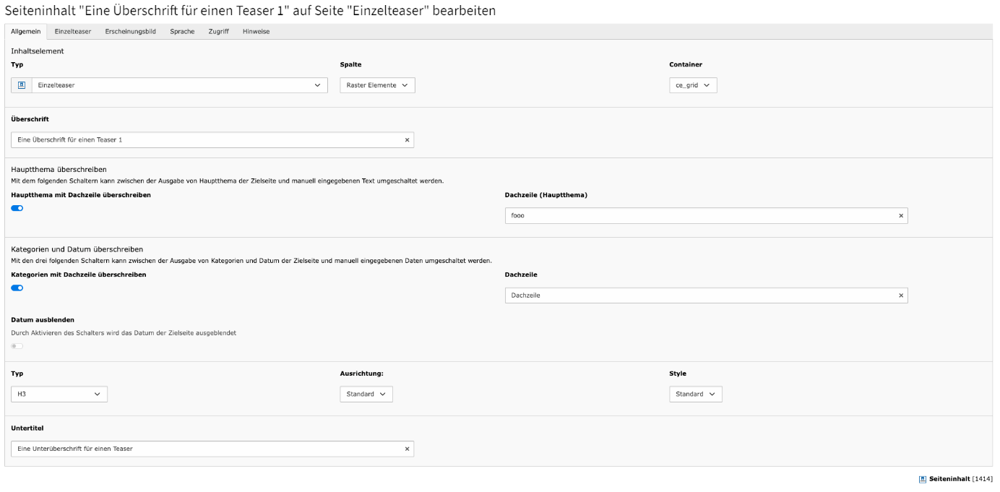 Seiteninhalt "Eine Überschrift für einen Teaser 1" auf Seite "Einzelteaser" bearbeiten
Allgemein Einzelteaser Erscheinungsbild Sprache Zugriff Hinweise
Inhaltselement
Typ Spalte Container
Einzelteaser Raster Elemente ce_grid
Überschrift
Eine Überschrift für einen Teaser 1
Hauptthema überschreiben
Mit dem folgenden Schaltern kann zwischen der Ausgabe von Hauptthema der Zielseite und manuell eingegebenen Text umgeschaltet werden.
Hauptthema mit Dachzeile überschreiben Dachzeile (Hauptthema)
fooo
Kategorien und Datum überschreiben
Mit den drei folgenden Schaltern kann zwischen der Ausgabe von Kategorien und Datum der Zielseite und manuell eingegebenen Daten umgeschaltet werden.
Kategorien mit Dachzeile überschreiben Dachzeile
Dachzeile
Datum ausblenden
Durch Aktivieren des Schalters wird das Datum der Zielseite ausgeblendet
Typ Ausrichtung: Style
H3 Standard Standard
Untertitel
Eine Unterüberschrift für einen Teaser
Seiteninhalt [1414]